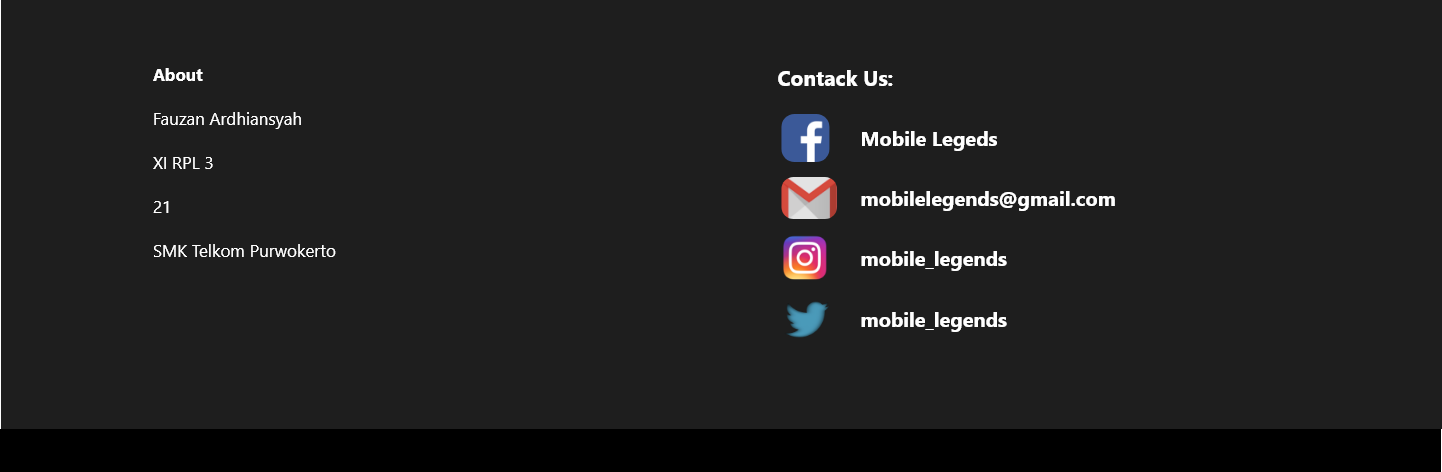 About
Fauzan Ardhiansyah
XI RPL 3
21
SMK Telkom Purwokerto
Contack Us:
Mobile Legeds
mobilelegends@gmail.com
mobile_legends
mobile_legends